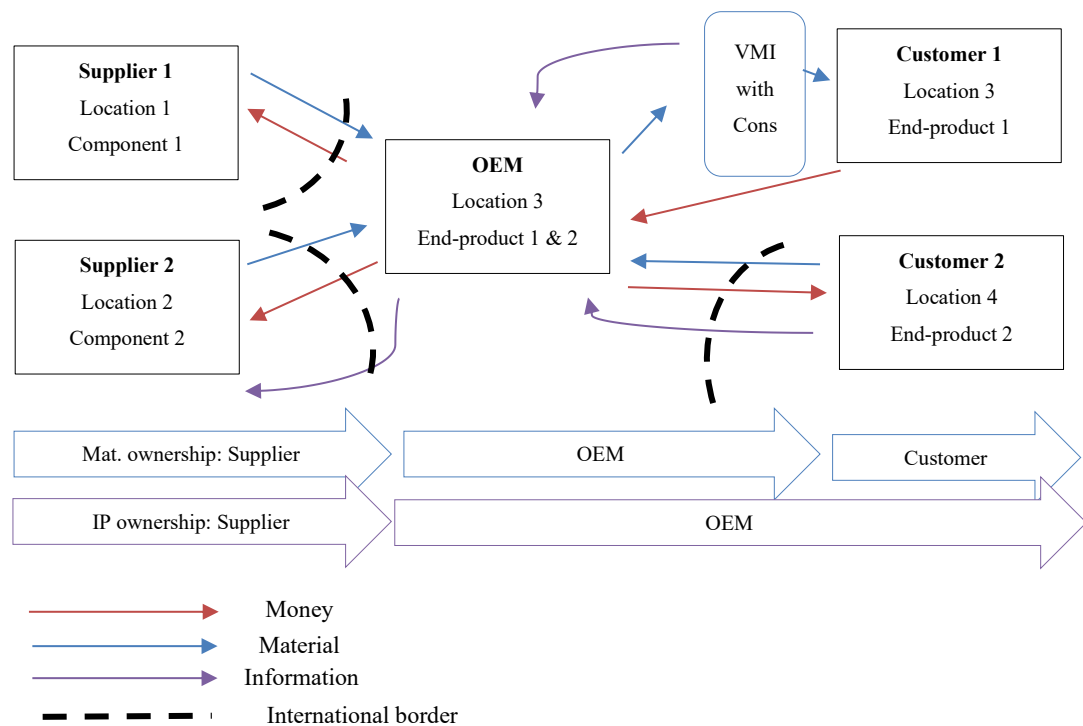 Supplier 1
Location 1
Component 1
Supplier 2
Location 2
Component 2
OEM
Location 3
End-product 1 & 2
VMI
with
Cons
Customer 1
Location 3
End-product 1
Customer 2
Location 4
End-product 2
Mat. ownership: Supplier
OEM
Customer
IP ownership: Supplier
OEM
Money
Material
Information
International border